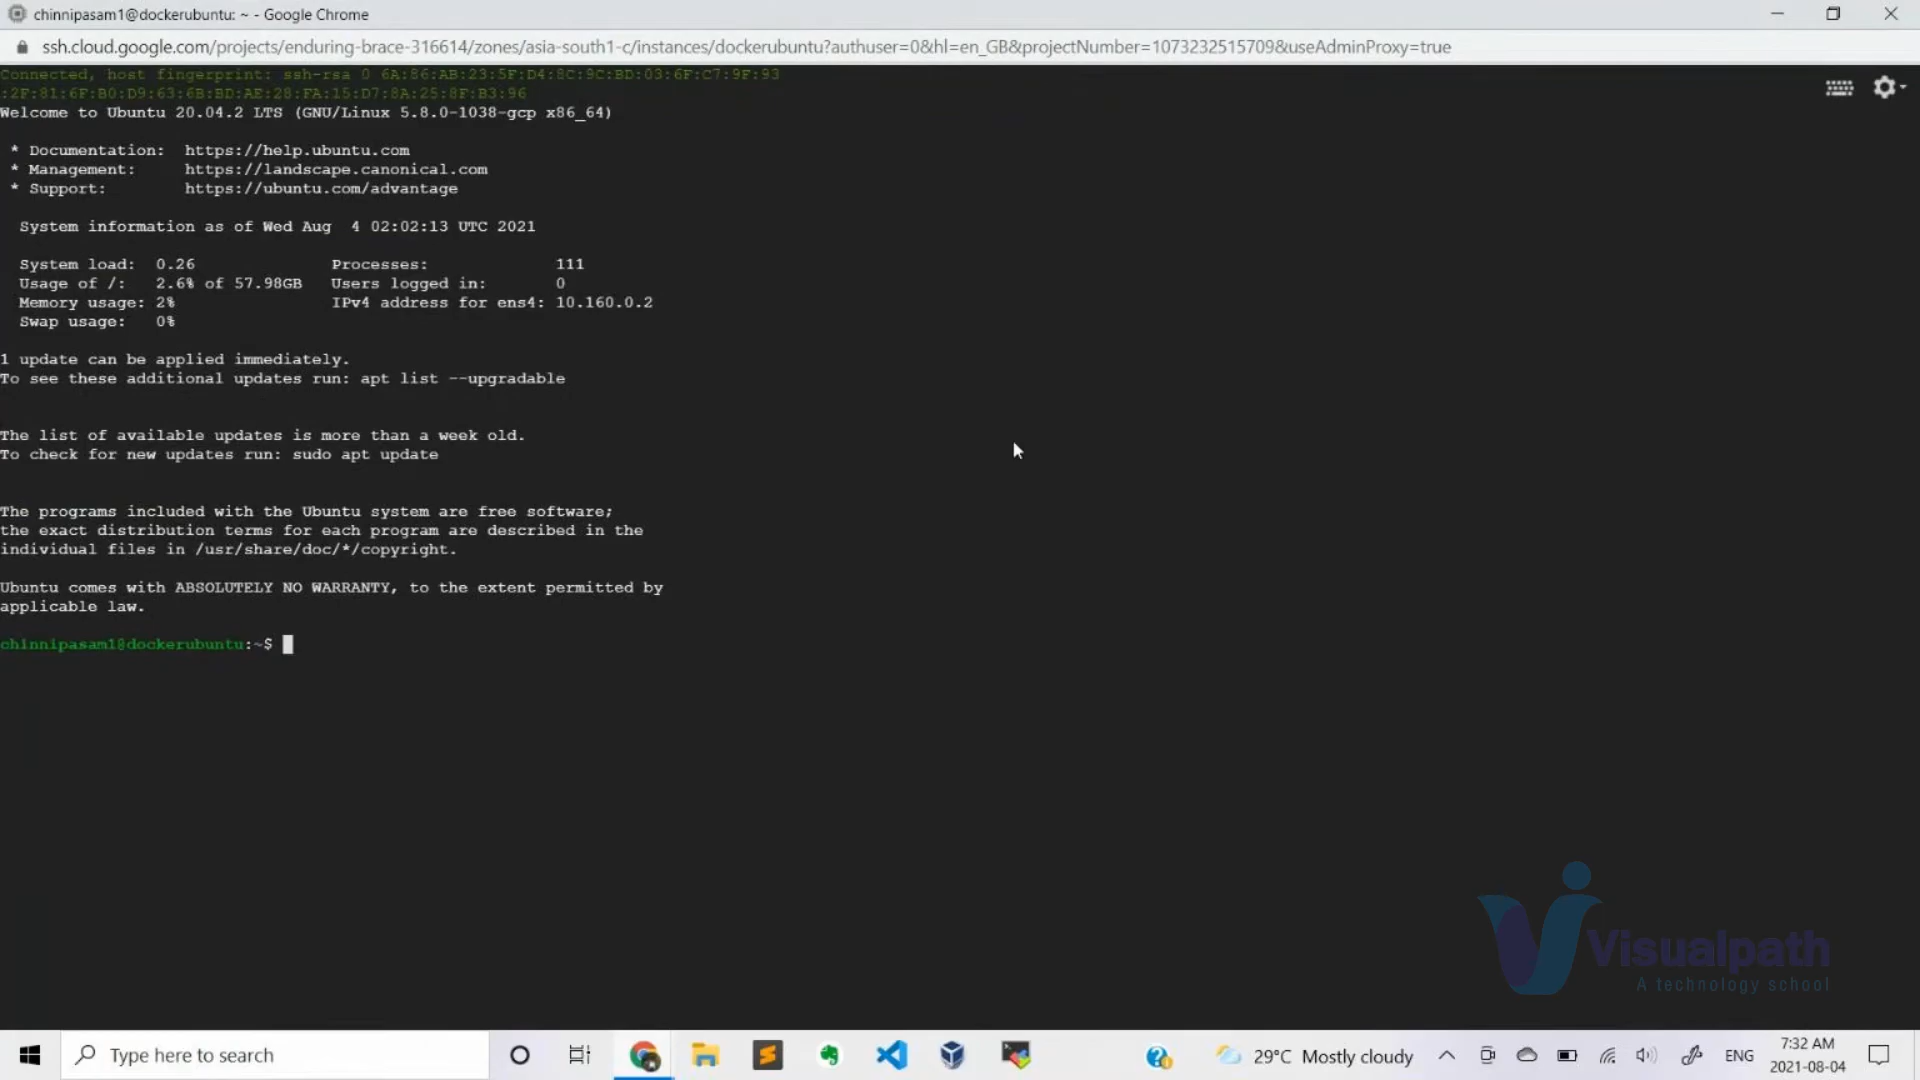 chinnipasam1@dockerubuntu: ~ - Google Chrome
ssh.cloud.google.com/projects/enduring-brace-316614/zones/asia-south1-c/instances/dockerubuntu?authuser=0&hl=en_GB&projectNumber=1073232515709&useAdminProxy=true
Connected, host fingerprint: ssh-rsa 0 6A:86:AB:23:5F:D4:8C:9C:BD:03:6F:C7:9F:93
:2F:81:6F:B0:D9:63:6B:BD:AE:28:FA:15:D7:8A:25:8F:B3:96
Welcome to Ubuntu 20.04.2 LTS (GNU/Linux 5.8.0-1038-gcp x86_64)
* Documentation: https://help.ubuntu.com
* Management: https://landscape.canonical.com
* Support: https://ubuntu.com/advantage
System information as of Wed Aug 4 02:02:13 UTC 2021
System load: 0.26 Processes: 111
Usage of /: 2.6% of 57.98GB Users logged in: 0
Memory usage: 2% IPv4 address for ens4: 10.160.0.2
Swap usage: 0%
1 update can be applied immediately.
To see these additional updates run: apt list --upgradable
The list of available updates is more than a week old.
To check for new updates run: sudo apt update
The programs included with the Ubuntu system are free software;
the exact distribution terms for each program are described in the
individual files in /usr/share/doc/*/copyright.
Ubuntu comes with ABSOLUTELY NO WARRANTY, to the extent permitted by
applicable law.
chinnipasam1@dockerubuntu:~$
Visualpath
A technology school
Type here to search
29°C Mostly cloudy
ENG
7:32 AM
2021-08-04